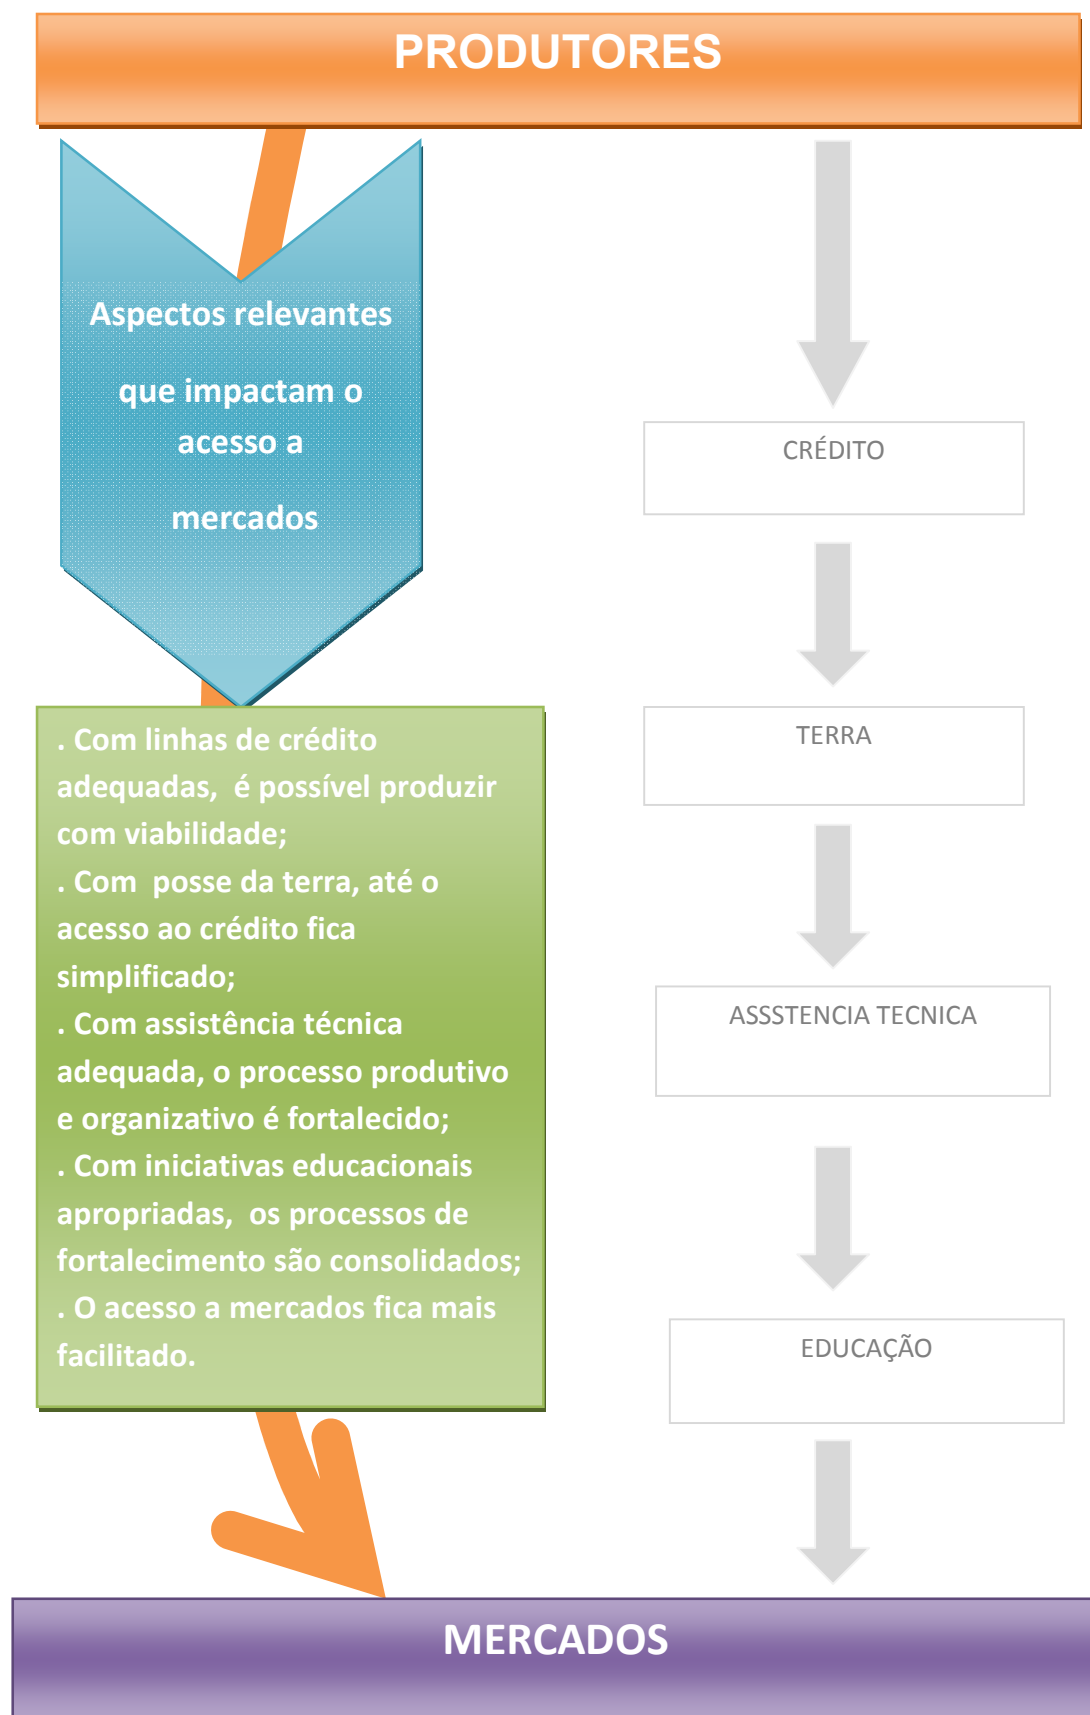 PRODUTORES
Aspectos relevantes
que impactam o
acesso a
mercados
. Com linhas de crédito
adequadas,  é possível produzir
com viabilidade;
. Com  posse da terra, até o
acesso ao crédito fica
simplificado;
. Com assistência técnica
adequada, o processo produtivo
e organizativo é fortalecido;
. Com iniciativas educacionais
apropriadas,  os processos de
fortalecimento são consolidados;
. O acesso a mercados fica mais
facilitado.
CRÉDITO
TERRA
ASSSTENCIA TECNICA
EDUCAÇÃO
MERCADOS